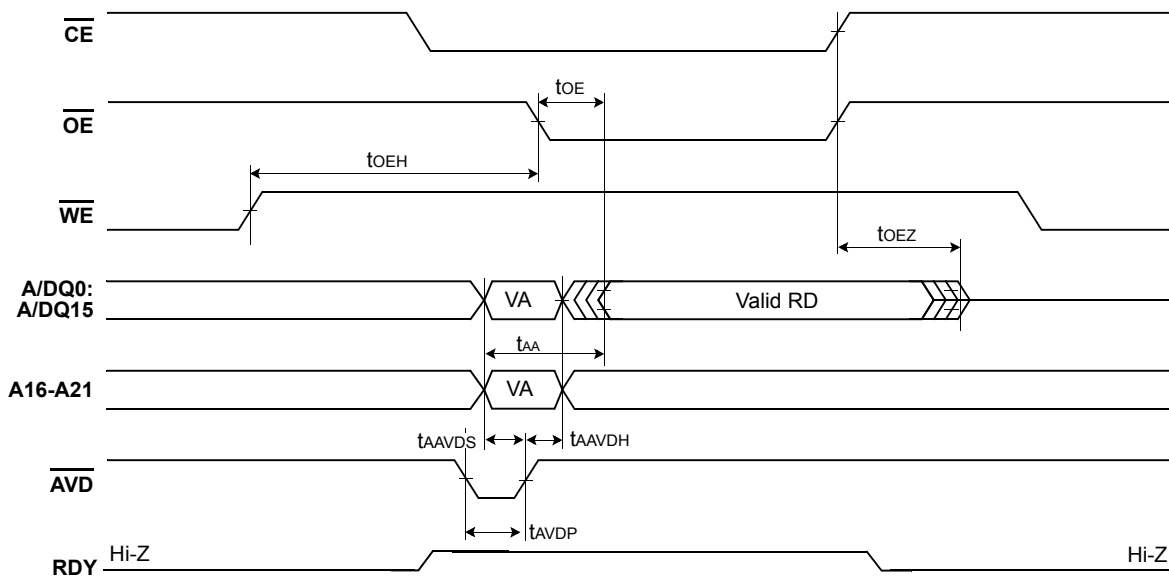 CE
tOE
OE
tOEH
WE
tOEZ
A/DQ0:
A/DQ15
VA
Valid RD
tAA
A16-A21
VA
tAAVDS
tAAVDH
AVD
tAVDP
Hi-Z
Hi-Z
RDY